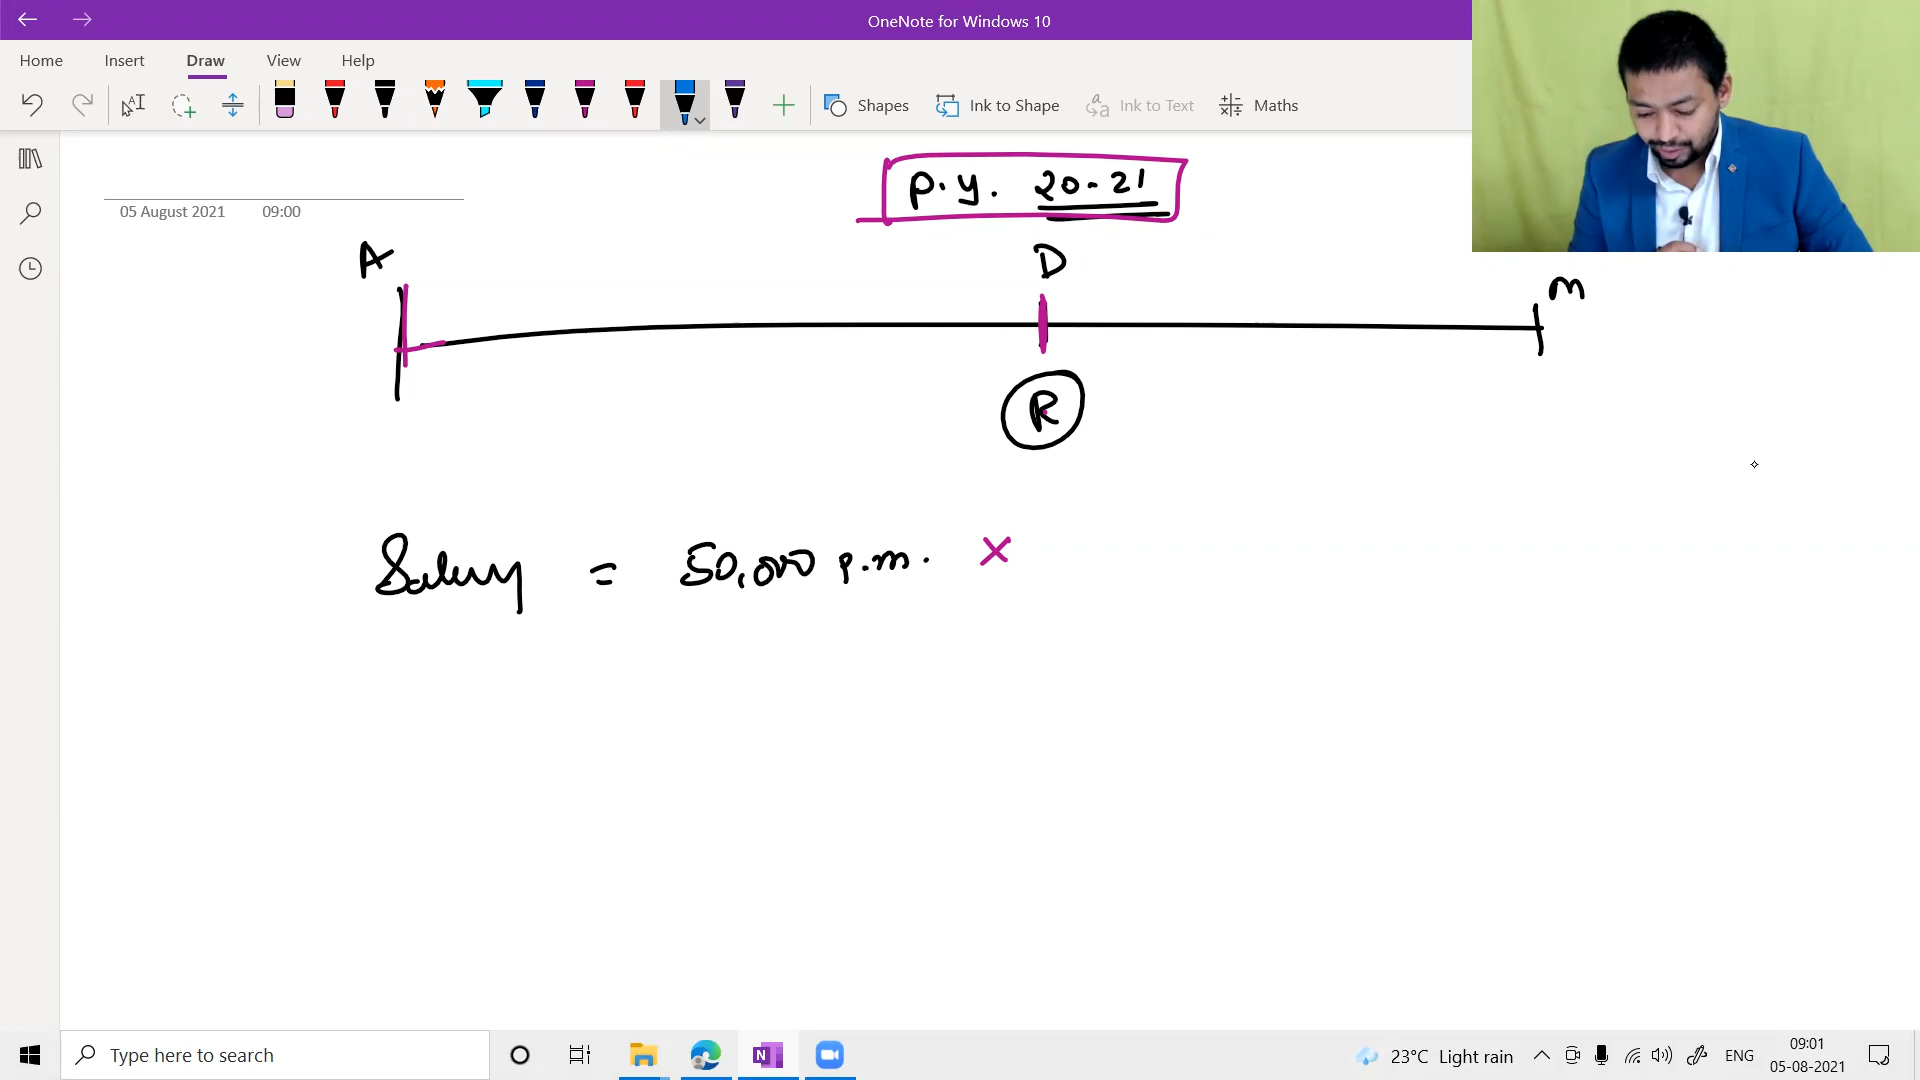 OneNote for Windows 10
Home Insert Draw View Help
Shapes Ink to Shape Ink to Text Maths
P.Y. 20-21
05 August 2021 09:00
A D M
R
Salary = 50,000 p.m. ×
Type here to search
23°C Light rain ENG 09:01
05-08-2021